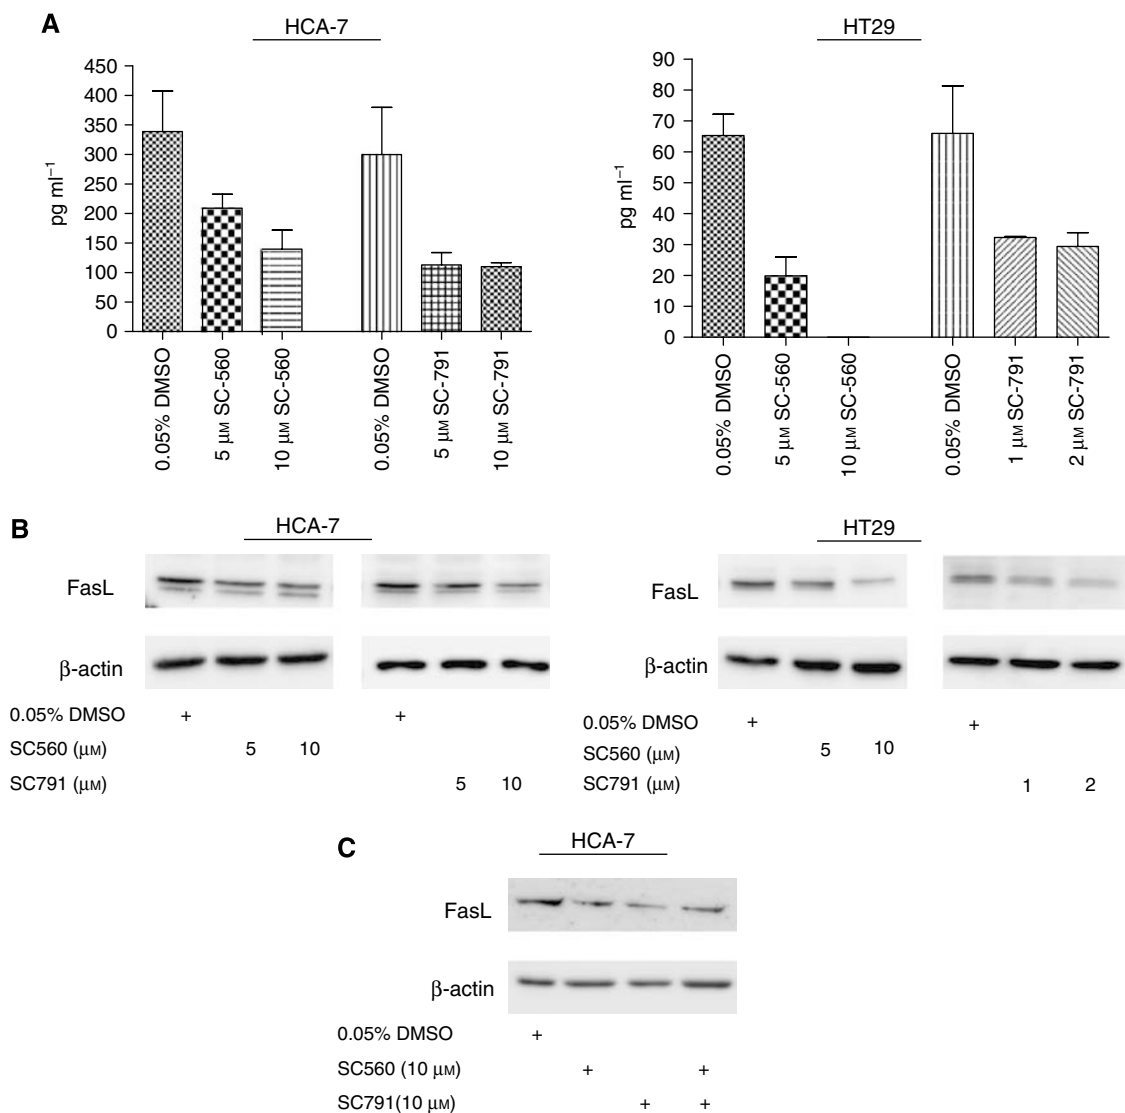 A
HCA-7
HT29
pg ml⁻¹
450
400
350
300
250
200
150
100
50
0
0.05% DMSO
5 μM SC-560
10 μM SC-560
0.05% DMSO
5 μM SC-791
10 μM SC-791
pg ml⁻¹
90
80
70
60
50
40
30
20
10
0
0.05% DMSO
5 μM SC-560
10 μM SC-560
0.05% DMSO
1 μM SC-791
2 μM SC-791
B
HCA-7
FasL
β-actin
0.05% DMSO + +
SC560 (μM) 5 10
SC791 (μM) 5 10
HT29
FasL
β-actin
0.05% DMSO + +
SC560 (μM) 5 10
SC791 (μM) 1 2
C
HCA-7
FasL
β-actin
0.05% DMSO +
SC560 (10 μM) + +
SC791(10 μM) + +